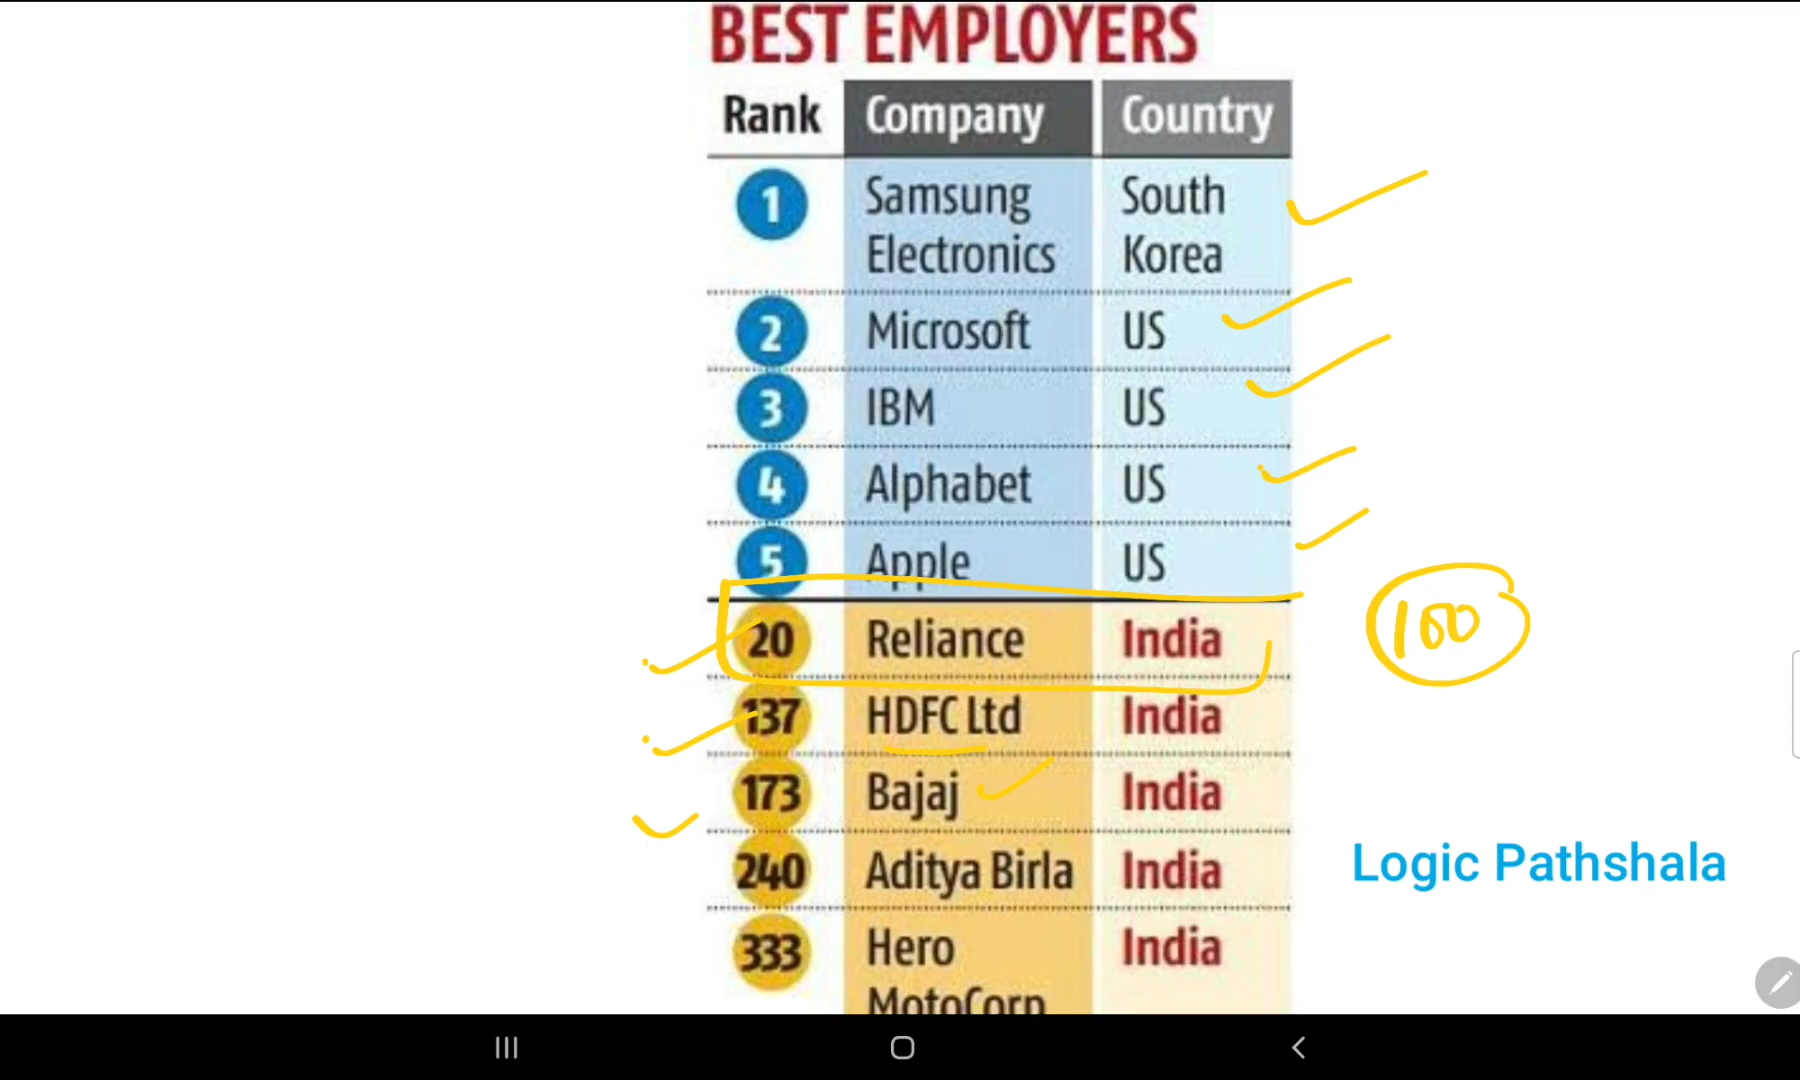 BEST EMPLOYERS
Rank Company Country
1 Samsung Electronics South Korea
2 Microsoft US
3 IBM US
4 Alphabet US
5 Apple US
20 Reliance India
100
137 HDFC Ltd India
173 Bajaj India
240 Aditya Birla India
Logic Pathshala
333 Hero MotoCorp India